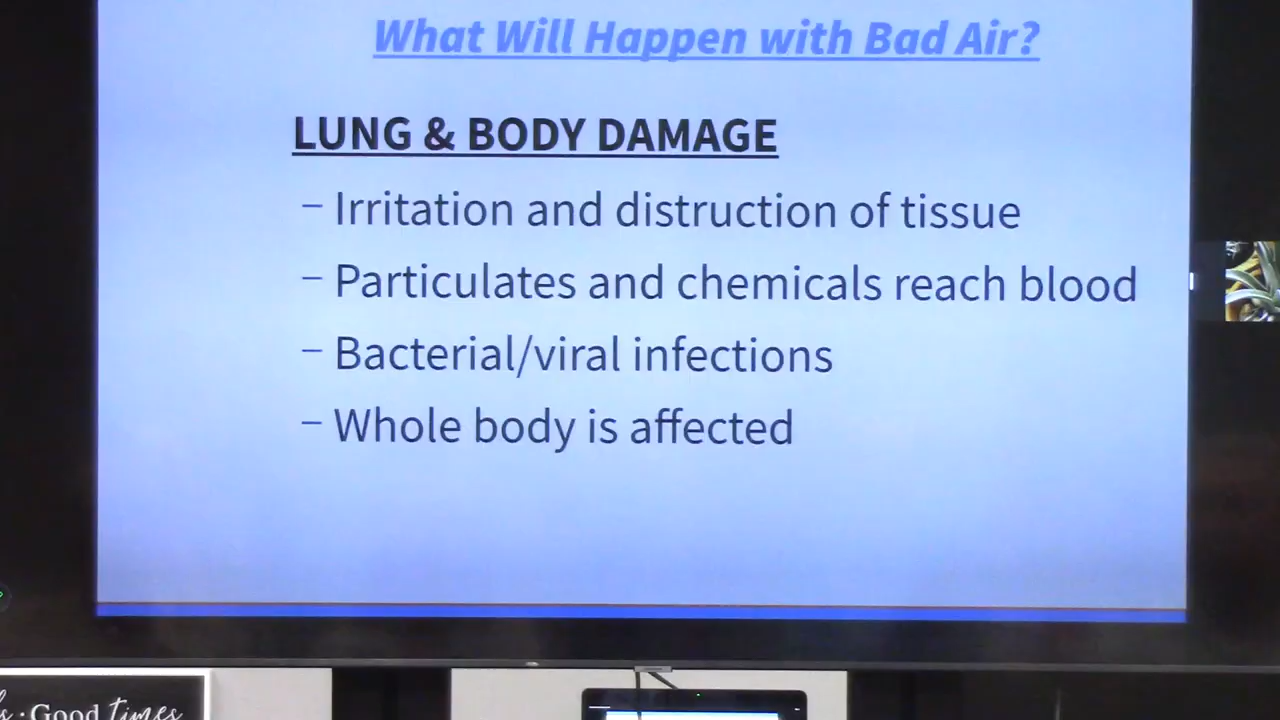 What Will Happen with Bad Air?
LUNG & BODY DAMAGE
– Irritation and distruction of tissue
– Particulates and chemicals reach blood
– Bacterial/viral infections
– Whole body is affected
· Good times